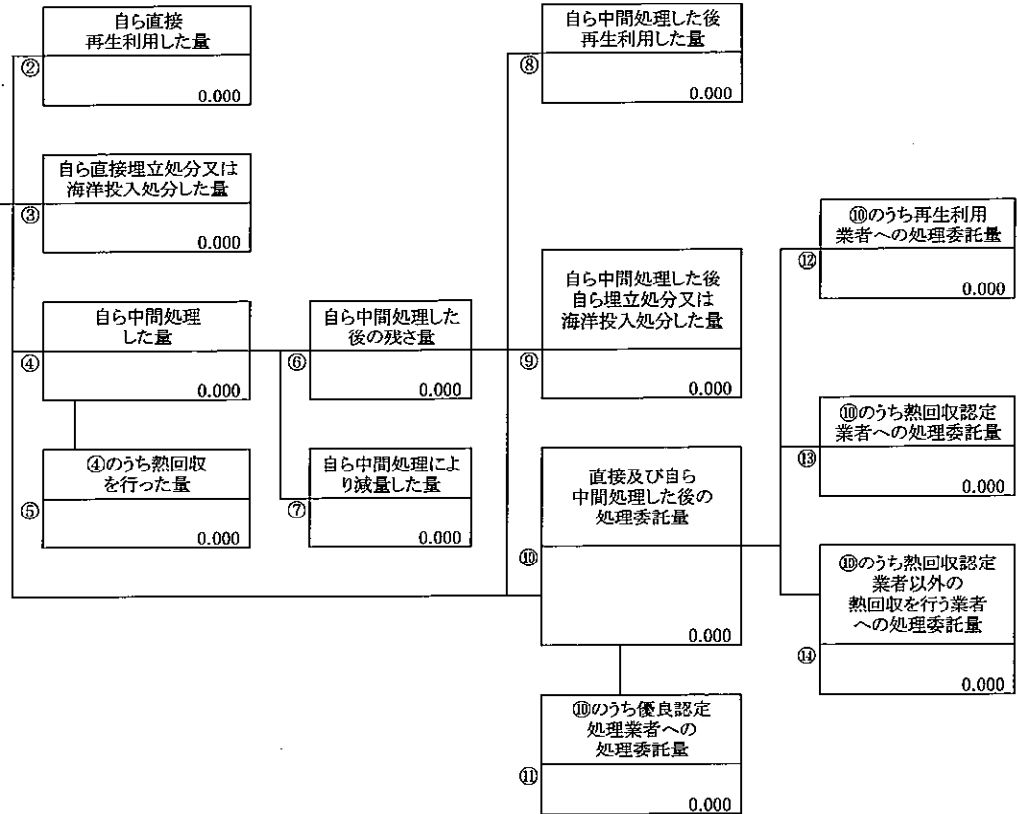 自ら直接
再生利用した量
②
0.000
自ら直接埋立処分又は
海洋投入処分した量
③
0.000
自ら中間処理
した量
④
0.000
④のうち熱回収
を行った量
⑤
0.000
自ら中間処理した
後の残さ量
⑥
0.000
自ら中間処理によ
り減量した量
⑦
0.000
自ら中間処理した後
再生利用した量
⑧
0.000
自ら中間処理した後
自ら埋立処分又は
海洋投入処分した量
⑨
0.000
直接及び自ら
中間処理した後の
処理委託量
⑩
0.000
⑩のうち優良認定
処理業者への
処理委託量
⑪
0.000
⑩のうち再生利用
業者への処理委託量
⑫
0.000
⑩のうち熱回収認定
業者への処理委託量
⑬
0.000
⑩のうち熱回収認定
業者以外の
熱回収を行う業者
への処理委託量
⑭
0.000